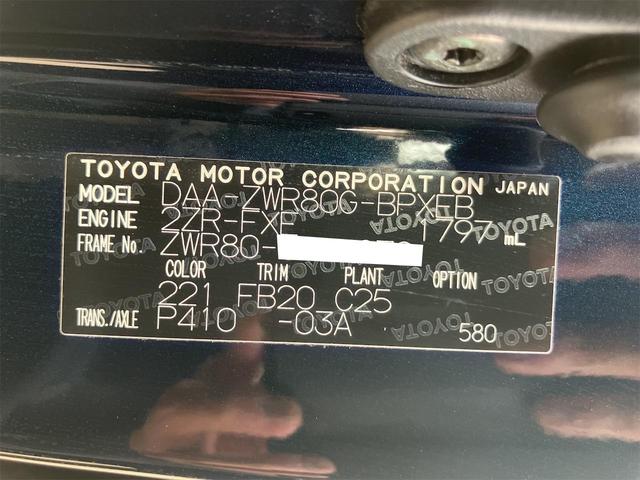 TOYOTA MOTOR CORPORATION JAPAN
MODEL DAA-ZWR80G-BPXEB
ENGINE 2ZR-FXE 1797 mL
FRAME No. ZWR80-
COLOR TRIM PLANT OPTION
221 FB20 C25
TRANS./AXLE P410 -03A 580